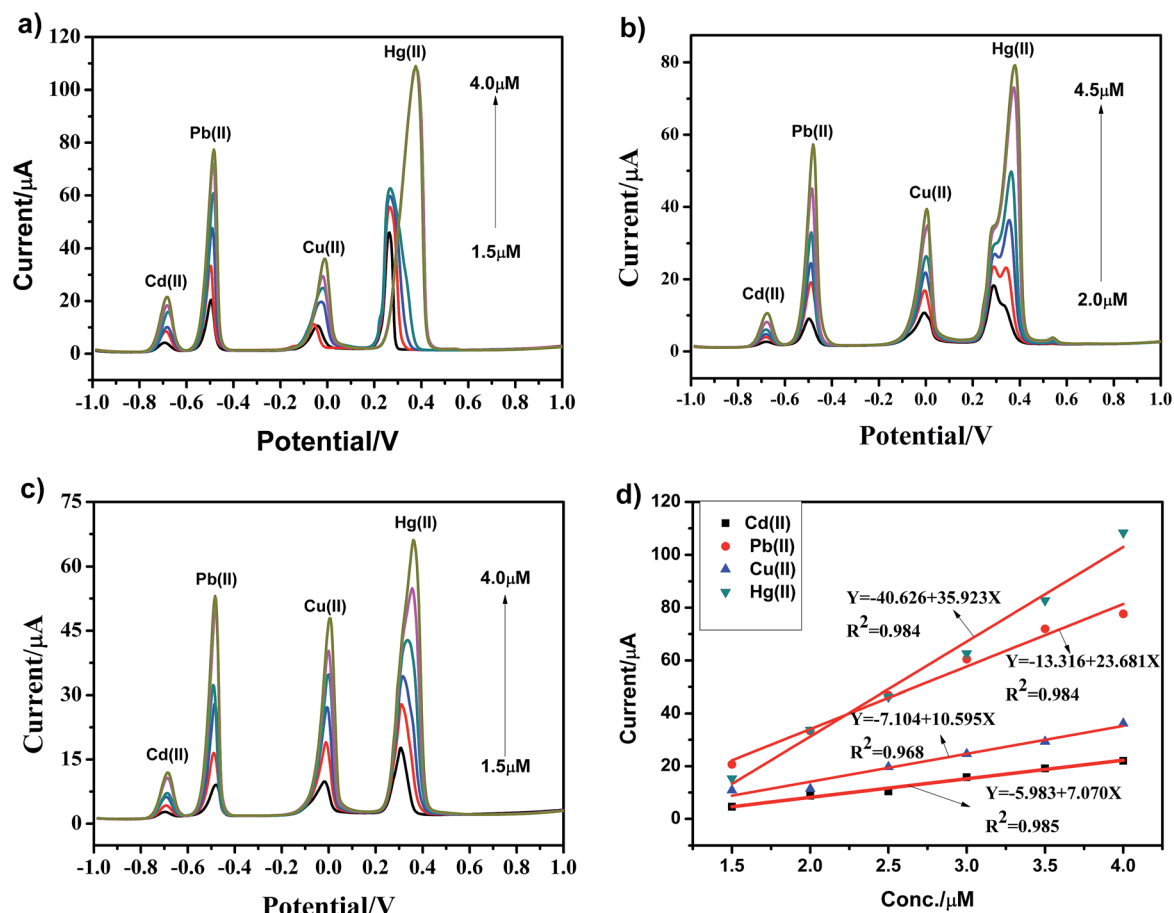 a)
Hg(II)
Pb(II)
Cd(II)
Cu(II)
4.0μM
1.5μM
Current/μA
120
100
80
60
40
20
0
-1.0 -0.8 -0.6 -0.4 -0.2 0.0 0.2 0.4 0.6 0.8 1.0
Potential/V
b)
Hg(II)
Pb(II)
Cu(II)
Cd(II)
4.5μM
2.0μM
Current/μA
80
60
40
20
0
-1.0 -0.8 -0.6 -0.4 -0.2 0.0 0.2 0.4 0.6 0.8 1.0
Potential/V
c)
Hg(II)
Pb(II)
Cu(II)
Cd(II)
4.0μM
1.5μM
Current/μA
75
60
45
30
15
0
-1.0 -0.8 -0.6 -0.4 -0.2 0.0 0.2 0.4 0.6 0.8 1.0
Potential/V
d)
Cd(II)
Pb(II)
Cu(II)
Hg(II)
Y=-40.626+35.923X
R²=0.984
Y=-13.316+23.681X
R²=0.984
Y=-7.104+10.595X
R²=0.968
Y=-5.983+7.070X
R²=0.985
Current/μA
120
100
80
60
40
20
0
1.5 2.0 2.5 3.0 3.5 4.0
Conc./μM